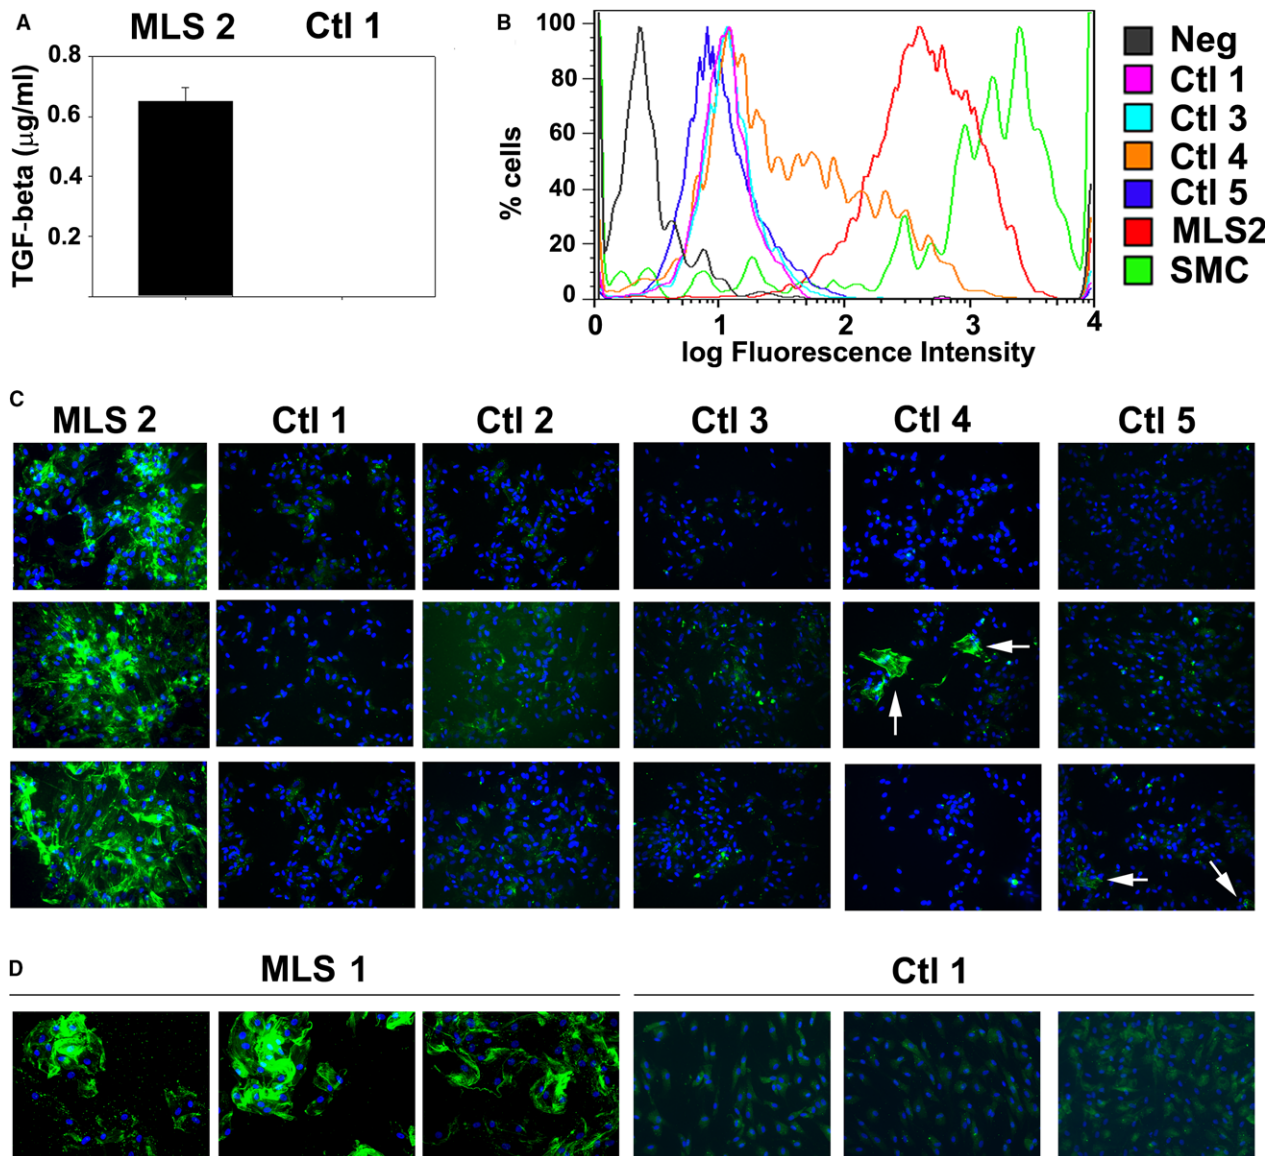 A
MLS 2 Ctl 1
TGF-beta (μg/ml)
0.8
0.6
0.4
0.2
B
% cells
100
80
60
40
20
0
0 1 2 3 4
log Fluorescence Intensity
Neg
Ctl 1
Ctl 3
Ctl 4
Ctl 5
MLS2
SMC
C
MLS 2 Ctl 1 Ctl 2 Ctl 3 Ctl 4 Ctl 5
D
MLS 1 Ctl 1